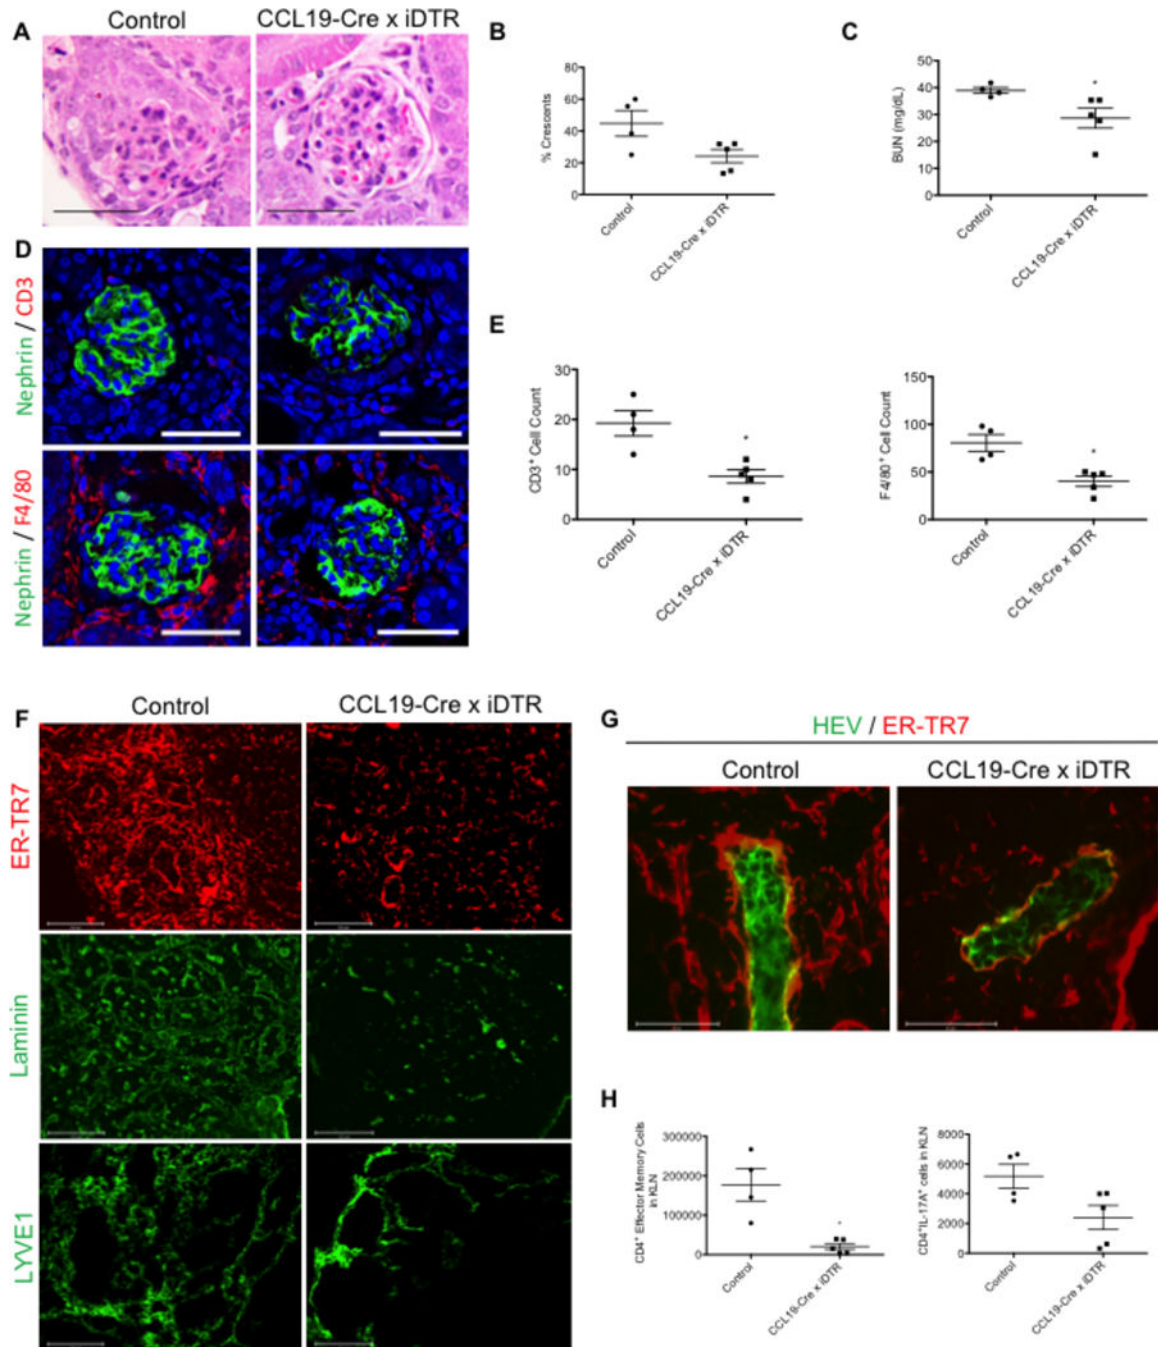 Control
CCL19-Cre x iDTR
A
B
80
60
40
20
0
% Crescents
Control
CCL19-Cre x iDTR
C
50
40
30
20
10
0
BUN (mg/dL)
*
Control
CCL19-Cre x iDTR
D
Nephrin / CD3
Nephrin / F4/80
E
30
20
10
0
CD3⁺ Cell Count
*
Control
CCL19-Cre x iDTR
150
100
50
0
F4/80⁺ Cell Count
*
Control
CCL19-Cre x iDTR
F
Control
CCL19-Cre x iDTR
ER-TR7
Laminin
LYVE1
G
HEV / ER-TR7
Control
CCL19-Cre x iDTR
H
300000
200000
100000
0
CD4⁺ Effector Memory Cells
in KLN
*
Control
CCL19-Cre x iDTR
8000
6000
4000
2000
0
CD4⁺IL-17A⁺ cells in KLN
Control
CCL19-Cre x iDTR